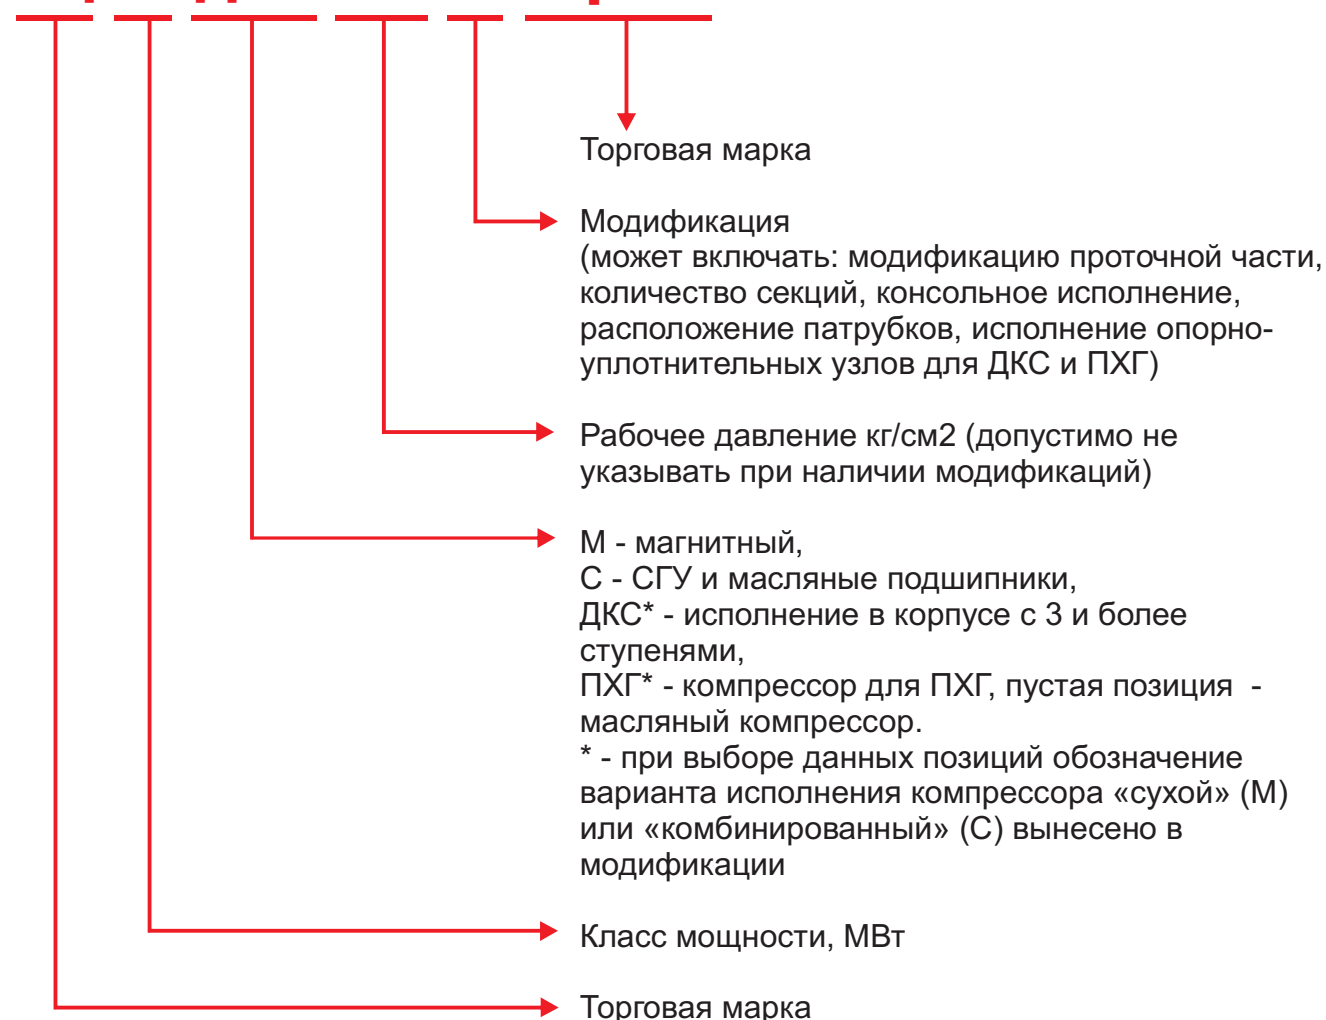 Торговая марка
Модификация
(может включать: модификацию проточной части,
количество секций, консольное исполнение,
расположение патрубков, исполнение опорно-
уплотнительных узлов для ДКС и ПХГ)
Рабочее давление кг/см2 (допустимо не
указывать при наличии модификаций)
М - магнитный,
С - СГУ и масляные подшипники,
ДКС* - исполнение в корпусе с 3 и более
ступенями,
ПХГ* - компрессор для ПХГ, пустая позиция -
масляный компрессор.
* - при выборе данных позиций обозначение
варианта исполнения компрессора «сухой» (М)
или «комбинированный» (С) вынесено в
модификации
Класс мощности, МВт
Торговая марка